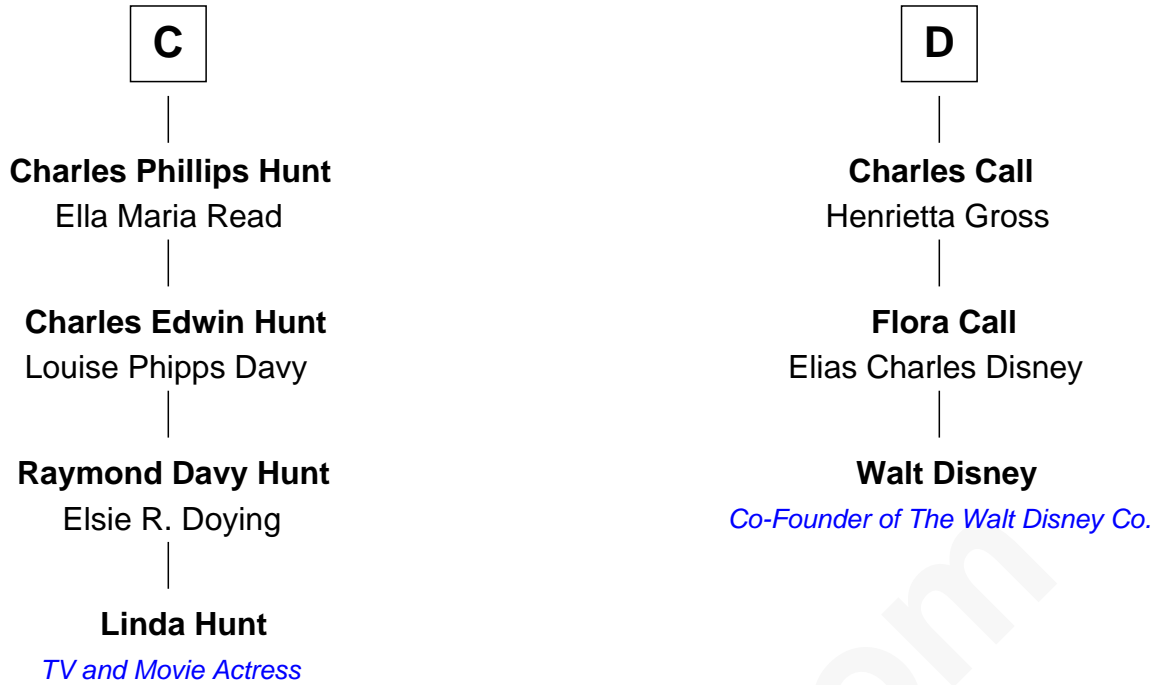 C
Charles Phillips Hunt
Ella Maria Read
Charles Edwin Hunt
Louise Phipps Davy
Raymond Davy Hunt
Elsie R. Doying
Linda Hunt
TV and Movie Actress
D
Charles Call
Henrietta Gross
Flora Call
Elias Charles Disney
Walt Disney
Co-Founder of The Walt Disney Co.
om